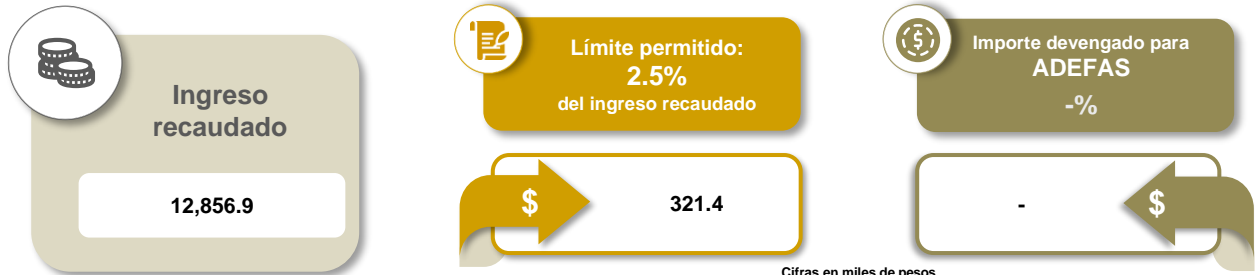 Ingreso
recaudado
12,856.9
Límite permitido:
2.5%
del ingreso recaudado
$
321.4
Importe devengado para
ADEFAS
-%
-
$
Cifras en miles de pesos